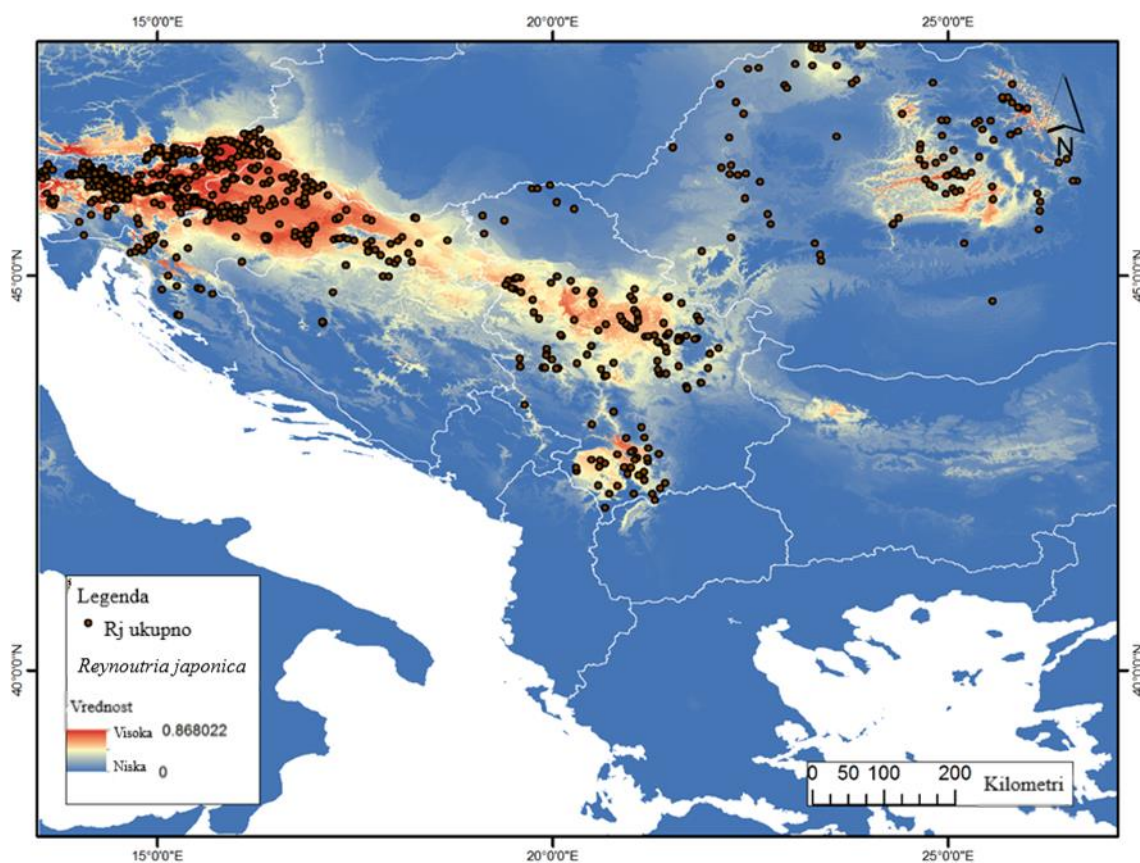 15°0'0"E 20°0'0"E 25°0'0"E
45°0'0"N 45°0'0"N
N
40°0'0"N 40°0'0"N
Legenda
Rj ukupno
Reynoutria japonica
Vrednost
Visoka 0.868022
Niska 0
0 50 100 200 Kilometri
15°0'0"E 20°0'0"E 25°0'0"E